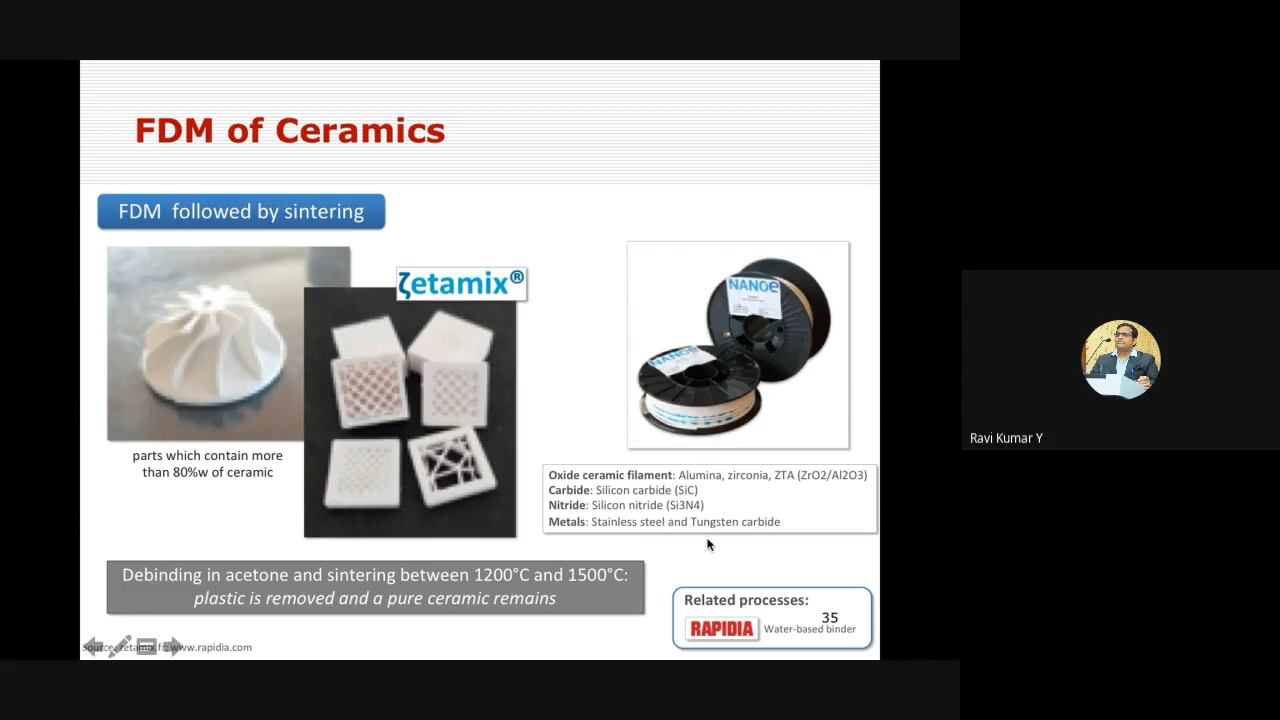 FDM of Ceramics
FDM followed by sintering
ζetamix®
NANOe
NANOe
parts which contain more
than 80%w of ceramic
Oxide ceramic filament: Alumina, zirconia, ZTA (ZrO2/Al2O3)
Carbide: Silicon carbide (SiC)
Nitride: Silicon nitride (Si3N4)
Metals: Stainless steel and Tungsten carbide
Debinding in acetone and sintering between 1200°C and 1500°C:
plastic is removed and a pure ceramic remains
Related processes:
35
RAPIDIA Water-based binder
Source: zetamix.fr; www.rapidia.com
Ravi Kumar Y